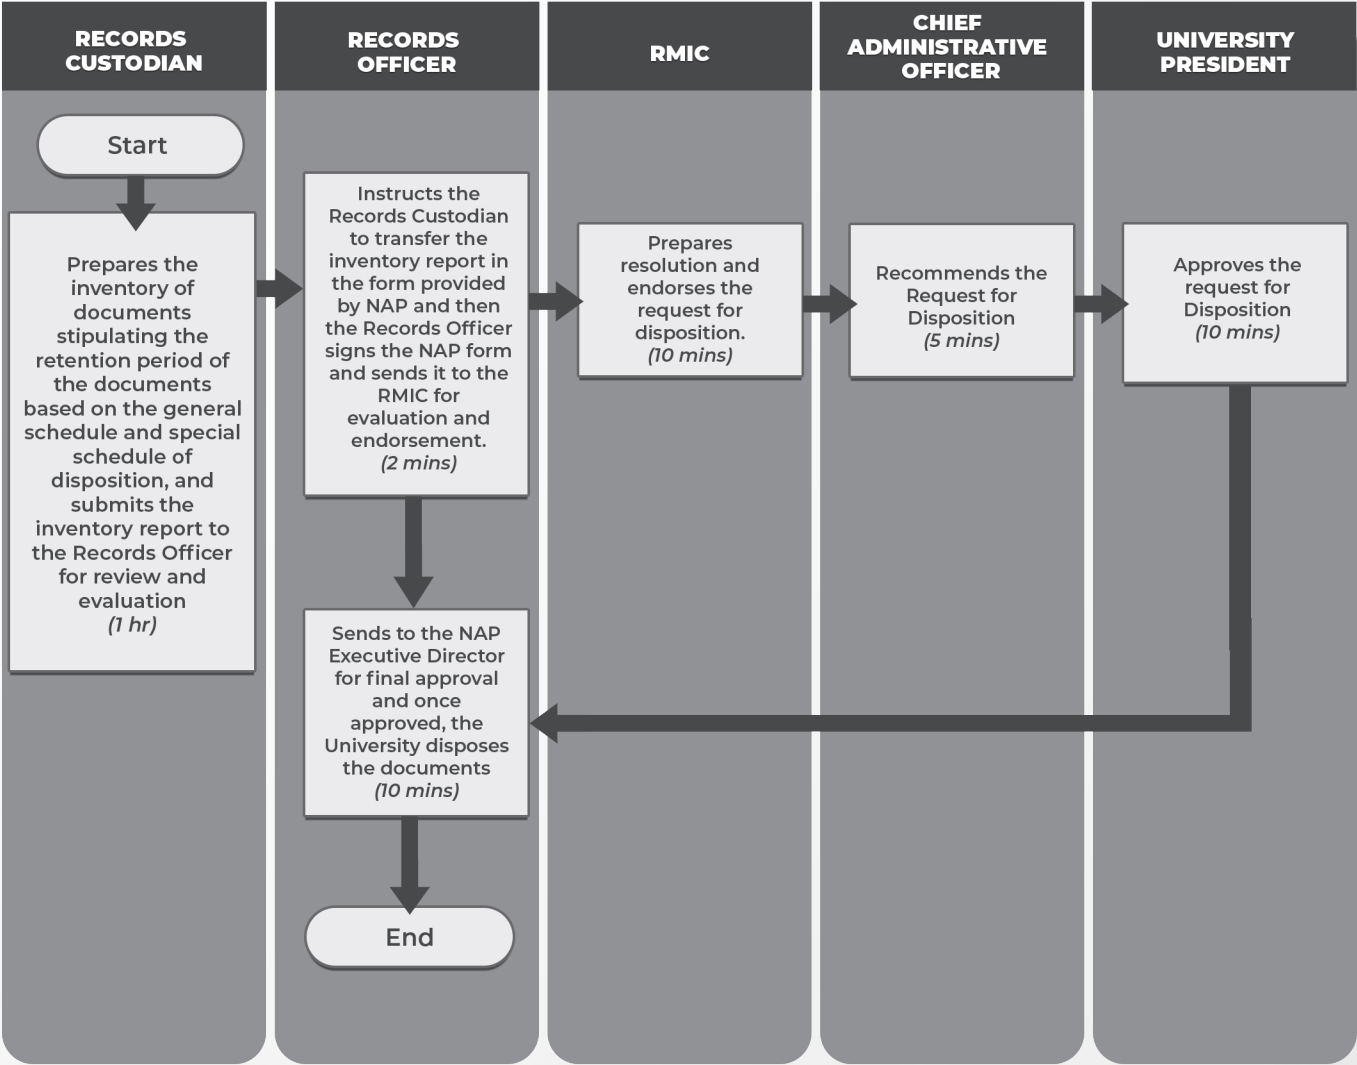 RECORDS
CUSTODIAN
RECORDS
OFFICER
RMIC
CHIEF
ADMINISTRATIVE
OFFICER
UNIVERSITY
PRESIDENT
Start
Prepares the
inventory of
documents
stipulating the
retention period of
the documents
based on the general
schedule and special
schedule of
disposition, and
submits the
inventory report to
the Records Officer
for review and
evaluation
(1 hr)
Instructs the
Records Custodian
to transfer the
inventory report in
the form provided
by NAP and then
the Records Officer
signs the NAP form
and sends it to the
RMIC for
evaluation and
endorsement.
(2 mins)
Prepares
resolution and
endorses the
request for
disposition.
(10 mins)
Recommends the
Request for
Disposition
(5 mins)
Approves the
request for
Disposition
(10 mins)
Sends to the NAP
Executive Director
for final approval
and once
approved, the
University disposes
the documents
(10 mins)
End